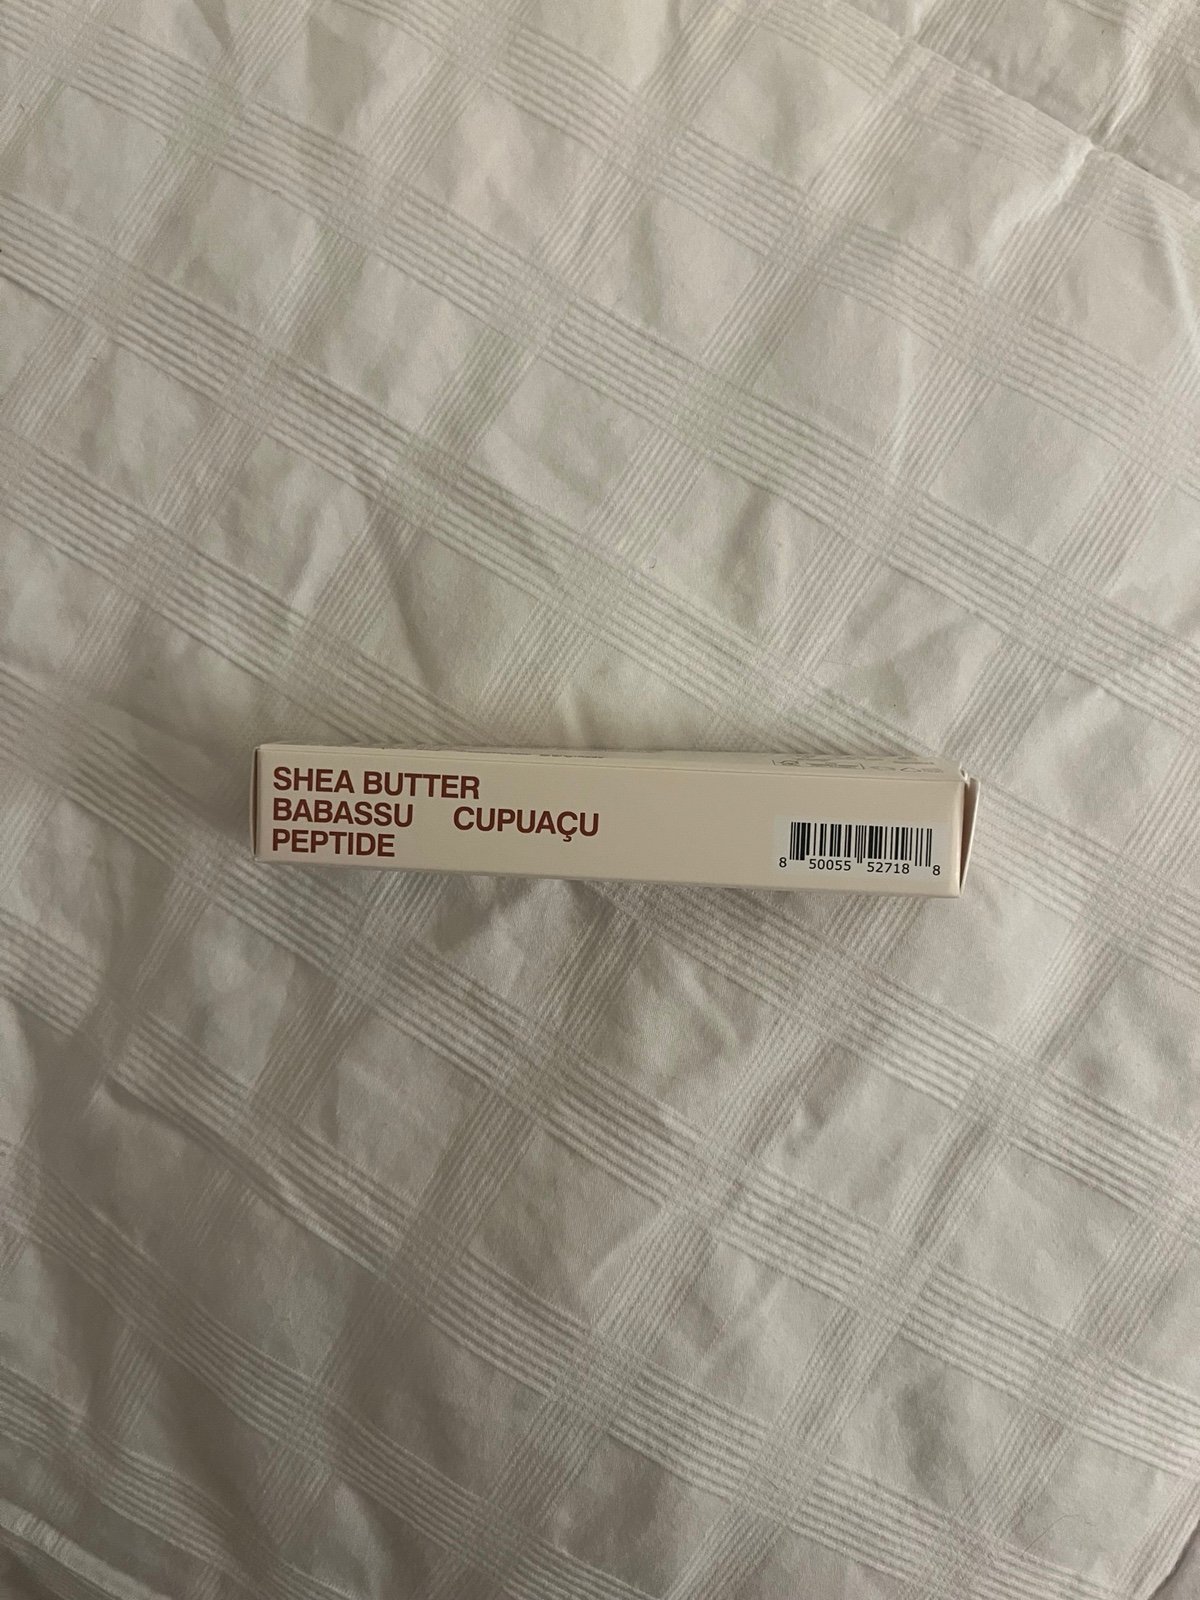 SHEA BUTTER
BABASSU CUPUAÇU
PEPTIDE
8 50055 52718 8